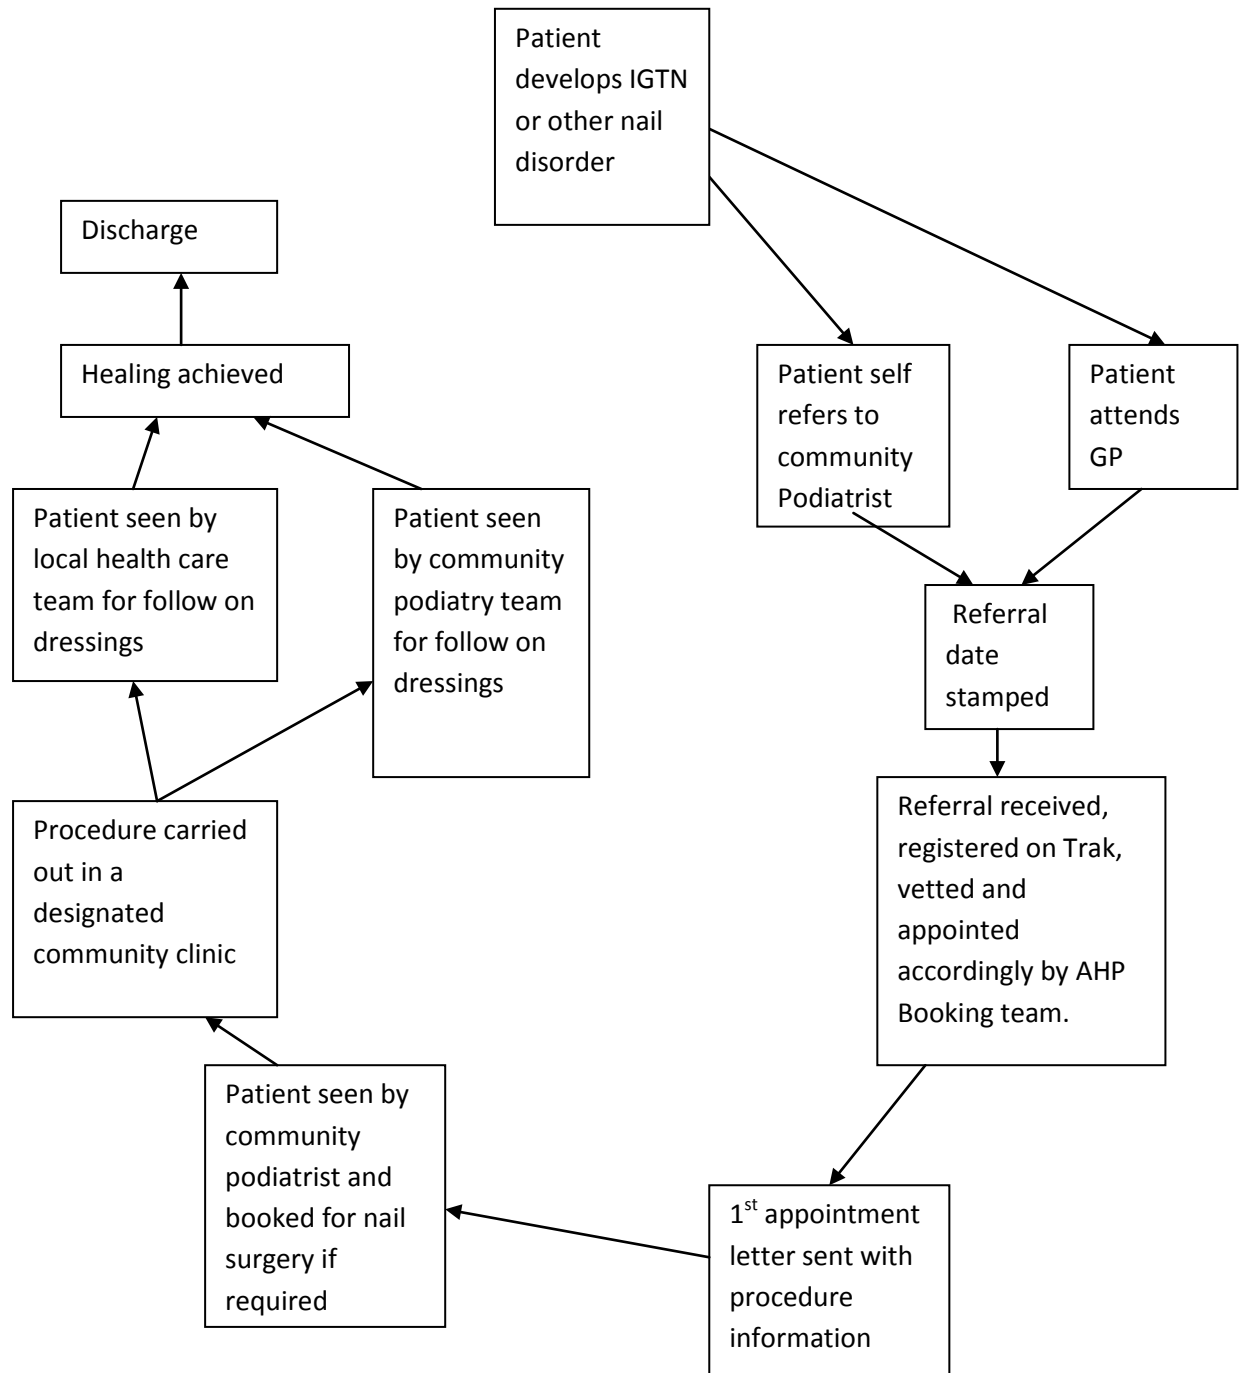 Patient
develops IGTN
or other nail
disorder
Patient self
refers to
community
Podiatrist
Patient
attends
GP
Referral
date
stamped
Referral received,
registered on Trak,
vetted and
appointed
accordingly by AHP
Booking team.
1st appointment
letter sent with
procedure
information
Patient seen by
community
podiatrist and
booked for nail
surgery if
required
Procedure carried
out in a
designated
community clinic
Patient seen by
local health care
team for follow on
dressings
Patient seen
by community
podiatry team
for follow on
dressings
Healing achieved
Discharge